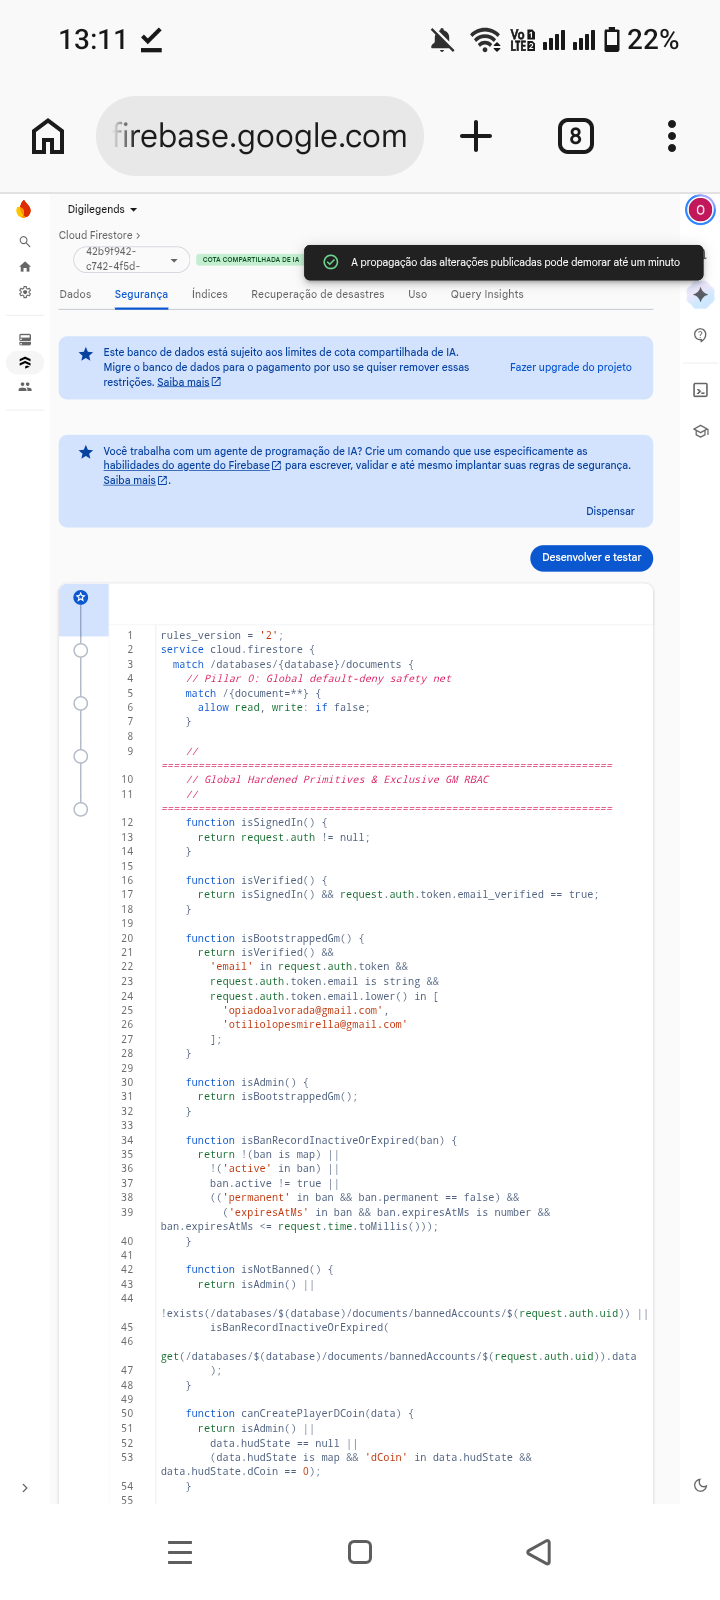 13:11
Vo LTE2 22%
firebase.google.com
8
Digilegends
O
Cloud Firestore >
42b9f942-
c742-4f5d-
COTA COMPARTILHADA DE IA
A propagação das alterações publicadas pode demorar até um minuto
Dados Segurança Índices Recuperação de desastres Uso Query Insights
Este banco de dados está sujeito aos limites de cota compartilhada de IA.
Migre o banco de dados para o pagamento por uso se quiser remover essas
restrições. Saiba mais
Fazer upgrade do projeto
Você trabalha com um agente de programação de IA? Crie um comando que use especificamente as
habilidades do agente do Firebase para escrever, validar e até mesmo implantar suas regras de segurança.
Saiba mais.
Dispensar
Desenvolver e testar
1 rules_version = '2';
2 service cloud.firestore {
3 match /databases/{database}/documents {
4 // Pillar 0: Global default-deny safety net
5 match /{document=**} {
6 allow read, write: if false;
7 }
8
9 //
=========================================================================
10 // Global Hardened Primitives & Exclusive GM RBAC
11 //
=========================================================================
12 function isSignedIn() {
13 return request.auth != null;
14 }
15
16 function isVerified() {
17 return isSignedIn() && request.auth.token.email_verified == true;
18 }
19
20 function isBootstrappedGm() {
21 return isVerified() &&
22 'email' in request.auth.token &&
23 request.auth.token.email is string &&
24 request.auth.token.email.lower() in [
25 'opiadoalvorada@gmail.com',
26 'otiliolopesmirella@gmail.com'
27 ];
28 }
29
30 function isAdmin() {
31 return isBootstrappedGm();
32 }
33
34 function isBanRecordInactiveOrExpired(ban) {
35 return !(ban is map) ||
36 !('active' in ban) ||
37 ban.active != true ||
38 (('permanent' in ban && ban.permanent == false) &&
39 ('expiresAtMs' in ban && ban.expiresAtMs is number &&
ban.expiresAtMs <= request.time.toMillis()));
40 }
41
42 function isNotBanned() {
43 return isAdmin() ||
44
!exists(/databases/$(database)/documents/bannedAccounts/$(request.auth.uid)) ||
45 isBanRecordInactiveOrExpired(
46
get(/databases/$(database)/documents/bannedAccounts/$(request.auth.uid)).data
47 );
48 }
49
50 function canCreatePlayerDCoin(data) {
51 return isAdmin() ||
52 data.hudState == null ||
53 (data.hudState is map && 'dCoin' in data.hudState &&
data.hudState.dCoin == 0);
54 }
55